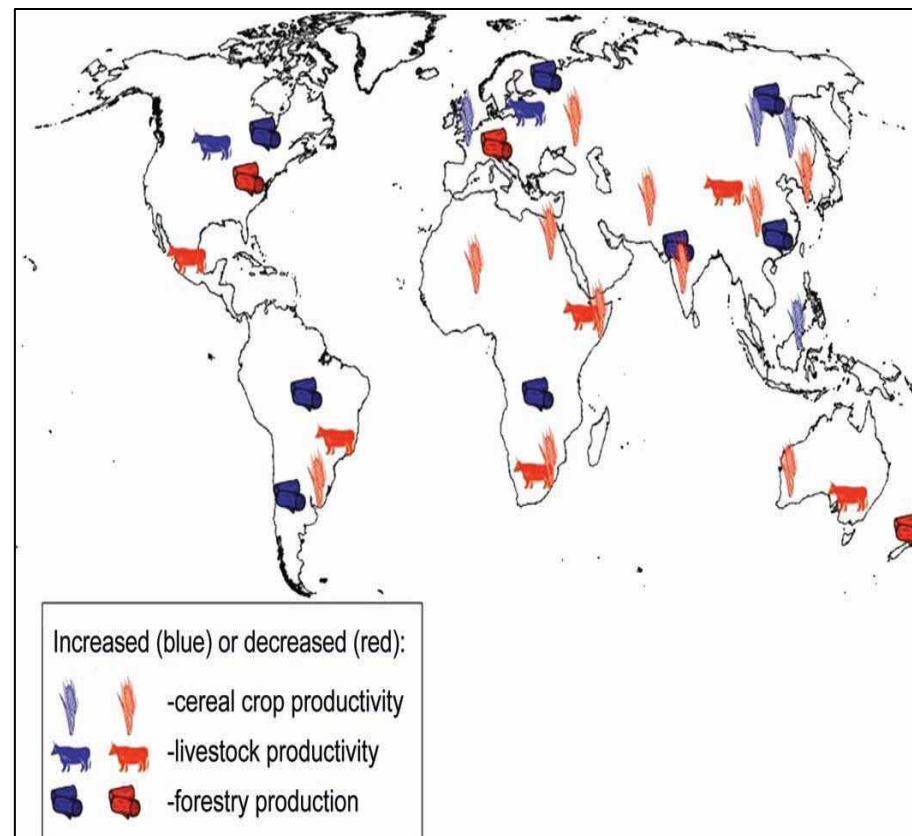 Increased (blue) or decreased (red):
-cereal crop productivity
-livestock productivity
-forestry production